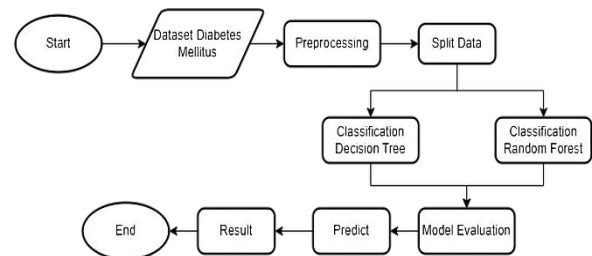 Start
Dataset Diabetes
Mellitus
Preprocessing
Split Data
Classification
Decision Tree
Classification
Random Forest
End
Result
Predict
Model Evaluation